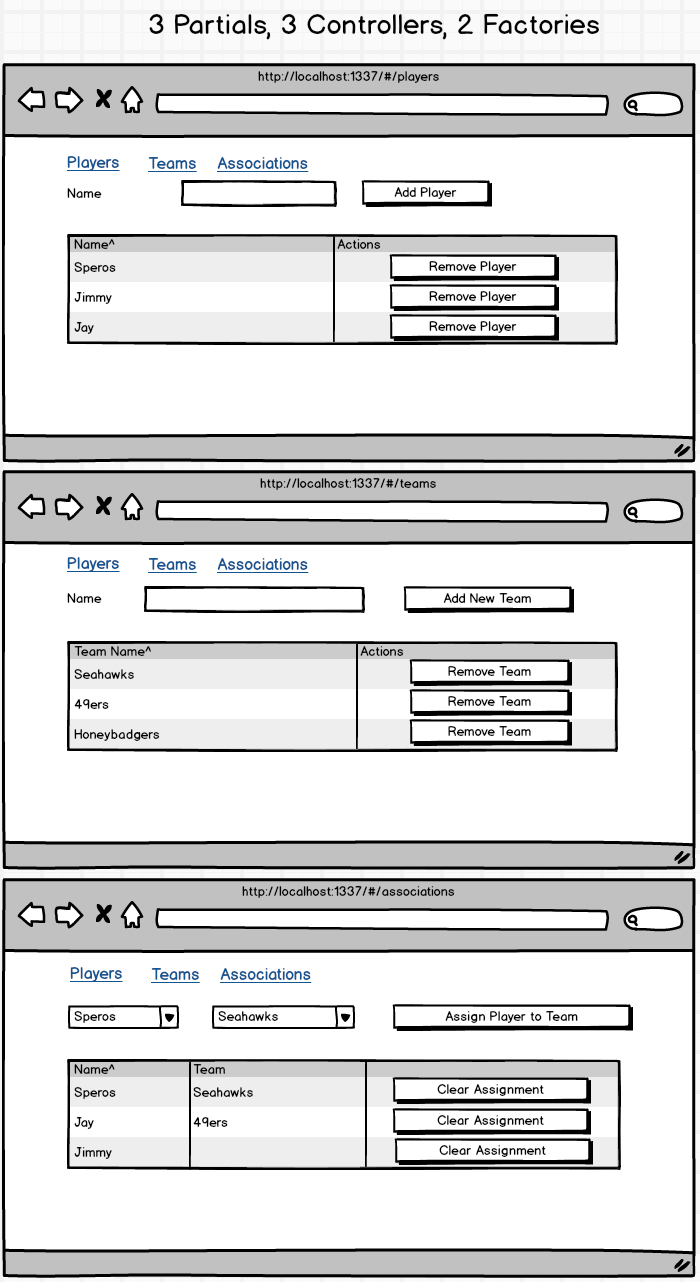 3 Partials, 3 Controllers, 2 Factories
http://localhost:1337/#/players
Players Teams Associations
Name Add Player
Name^ Actions
Speros Remove Player
Jimmy Remove Player
Jay Remove Player
http://localhost:1337/#/teams
Players Teams Associations
Name Add New Team
Team Name^ Actions
Seahawks Remove Team
49ers Remove Team
Honeybadgers Remove Team
http://localhost:1337/#/associations
Players Teams Associations
Speros Seahawks Assign Player to Team
Name^ Team
Speros Seahawks Clear Assignment
Jay 49ers Clear Assignment
Jimmy Clear Assignment